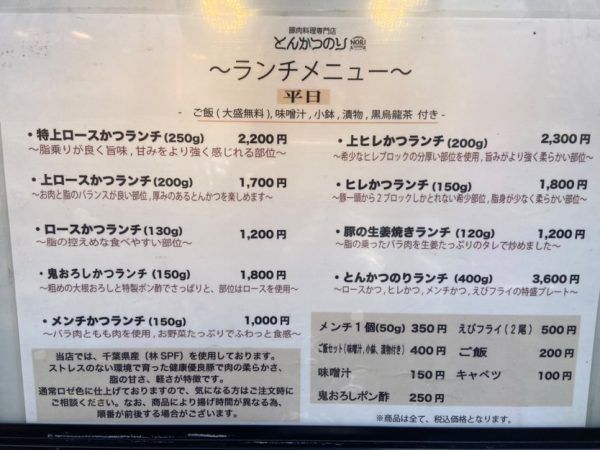 豚肉料理専門店
とんかつのり NORI
～ランチメニュー～
平日
- ご飯(大盛無料),味噌汁,小鉢,漬物,黒烏龍茶 付き -
・特上ロースかつランチ(250g) 2,200円
～脂乗りが良く旨味,甘みをより強く感じれる部位～
・上ロースかつランチ(200g) 1,700円
～お肉と脂のバランスが良い部位,厚みのあるとんかつを楽しめます～
・ロースかつランチ(130g) 1,200円
～脂の控えめな食べやすい部位～
・鬼おろしかつランチ(150g) 1,800円
～粗めの大根おろしと特製ポン酢でさっぱりと、部位はロースを使用～
・メンチかつランチ(150g) 1,000円
～バラ肉ともも肉を使用,お野菜たっぷりでふわっと食感～
・上ヒレかつランチ(200g) 2,300円
～希少なヒレブロックの分厚い部位を使用,旨みがより強く柔らかい部位～
・ヒレかつランチ(150g) 1,800円
～豚一頭から2ブロックしかとれない希少部位,脂身が少なく柔らかい部位～
・豚の生姜焼きランチ(120g) 1,200円
～脂の乗ったバラ肉を生姜たっぷりのタレで炒めました～
・とんかつのりランチ(400g) 3,600円
～ロースかつ,ヒレかつ,メンチかつ,えびフライの特盛プレート～
当店では、千葉県産(林SPF)を使用しております。
ストレスのない環境で育った健康優良豚で肉の柔らかさ、
脂の甘さ、軽さが特徴です。
通常ロゼ色に仕上げておりますので、気になる方はご注文時に
ご相談ください。なお、商品により揚げ時間が異なる為、
順番が前後する場合がございます。
メンチ1個(50g) 350円 えびフライ(2尾) 500円
ご飯セット(味噌汁,小鉢,漬物付き) 400円 ご飯 200円
味噌汁 150円 キャベツ 100円
鬼おろしポン酢 250円
※商品は全て、税込価格となります。